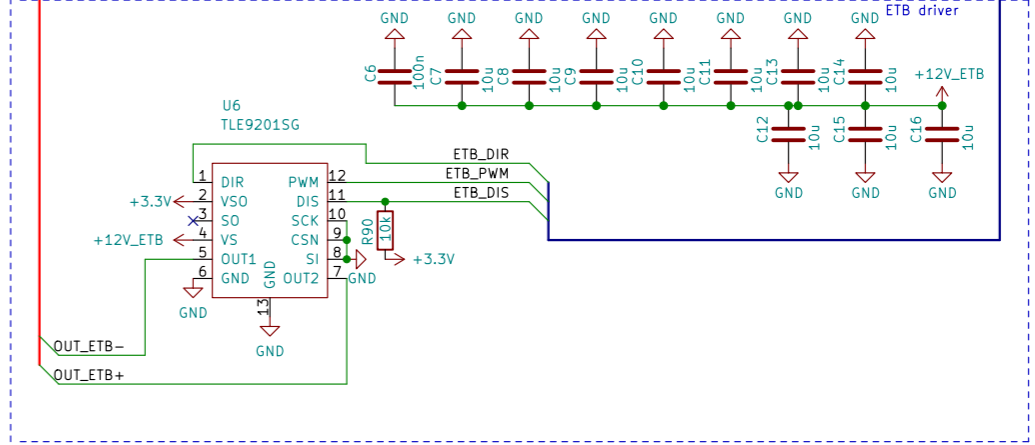 ETB driver
GND GND GND GND GND GND GND GND
C6 100n C7 10u C8 10u C9 10u C10 10u C11 10u C13 10u C14 10u
+12V_ETB
C12 10u C15 10u C16 10u
GND GND GND
U6
TLE9201SG
ETB_DIR
ETB_PWM
ETB_DIS
1 DIR PWM 12
+3.3V 2 VSO DIS 11
3 SO SCK 10
+12V_ETB 4 VS CSN 9
5 OUT1 SI 8
6 GND OUT2 7
GND 13
R90 10k
+3.3V
GND
GND
GND
OUT_ETB-
OUT_ETB+